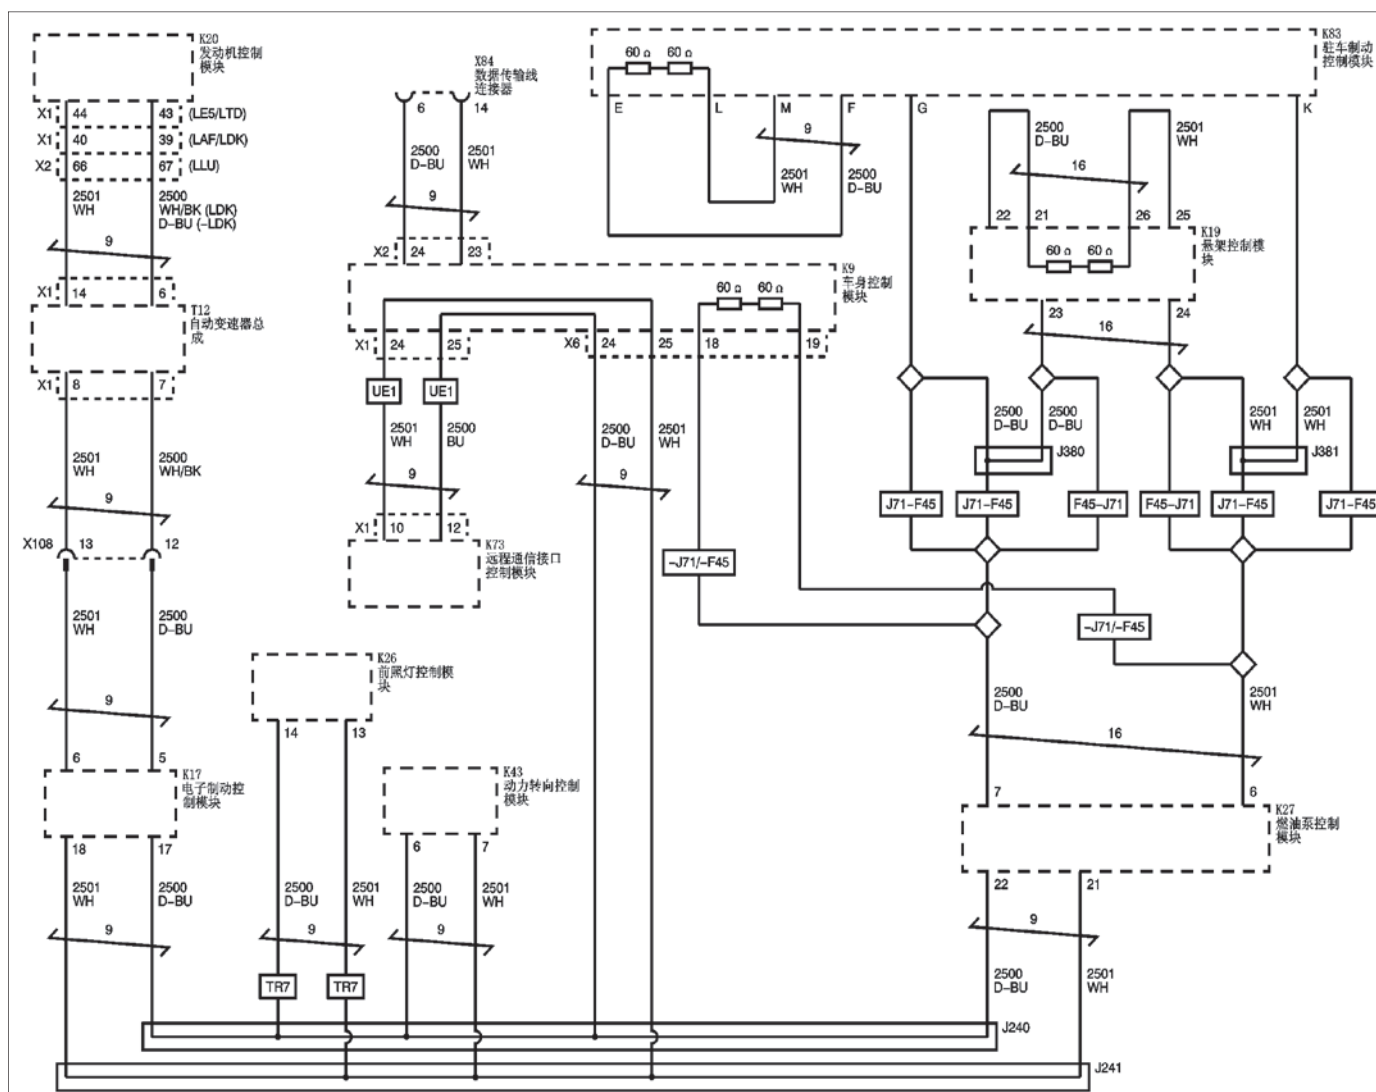 K20
发动机控制
模块
X1 44 43 (LE5/LTD)
X1 40 39 (LAF/LDK)
X2 66 67 (LLU)
2501
WH
2500
WH/BK (LDK)
D-BU (-LDK)
9
X1 14 6
T12
自动变速器总
成
X1 8 7
2501
WH
2500
WH/BK
9
X108 13 12
2501
WH
2500
D-BU
9
6 5
K17
电子制动控
制模块
18 17
2501
WH
2500
D-BU
9
X84
数据传输线
连接器
6 14
2500
D-BU
2501
WH
9
X2 24 23
K9
车身控制
模块
60 Ω 60 Ω
X1 24 25
X6 24 25 18 19
UE1 UE1
2501
WH
2500
BU
9
2500
D-BU
2501
WH
9
X1 10 12
K73
远程通信接口
控制模块
-J71/-F45
K26
前照灯控制模
块
14 13
2500
D-BU
2501
WH
9
TR7 TR7
K43
动力转向控制
模块
6 7
2500
D-BU
2501
WH
9
K83
驻车制动
控制模块
60 Ω 60 Ω
E L M F G K
9
2501
WH
2500
D-BU
2500
D-BU
2501
WH
16
22 21 26 25
K19
悬架控制模
块
60 Ω 60 Ω
23 24
16
2500
D-BU
2500
D-BU
2501
WH
2501
WH
J380
J381
J71-F45 J71-F45 F45-J71 F45-J71 J71-F45 J71-F45
-J71/-F45
2500
D-BU
2501
WH
16
7 6
K27
燃油泵控制
模块
22 21
9
2500
D-BU
2501
WH
J240
J241